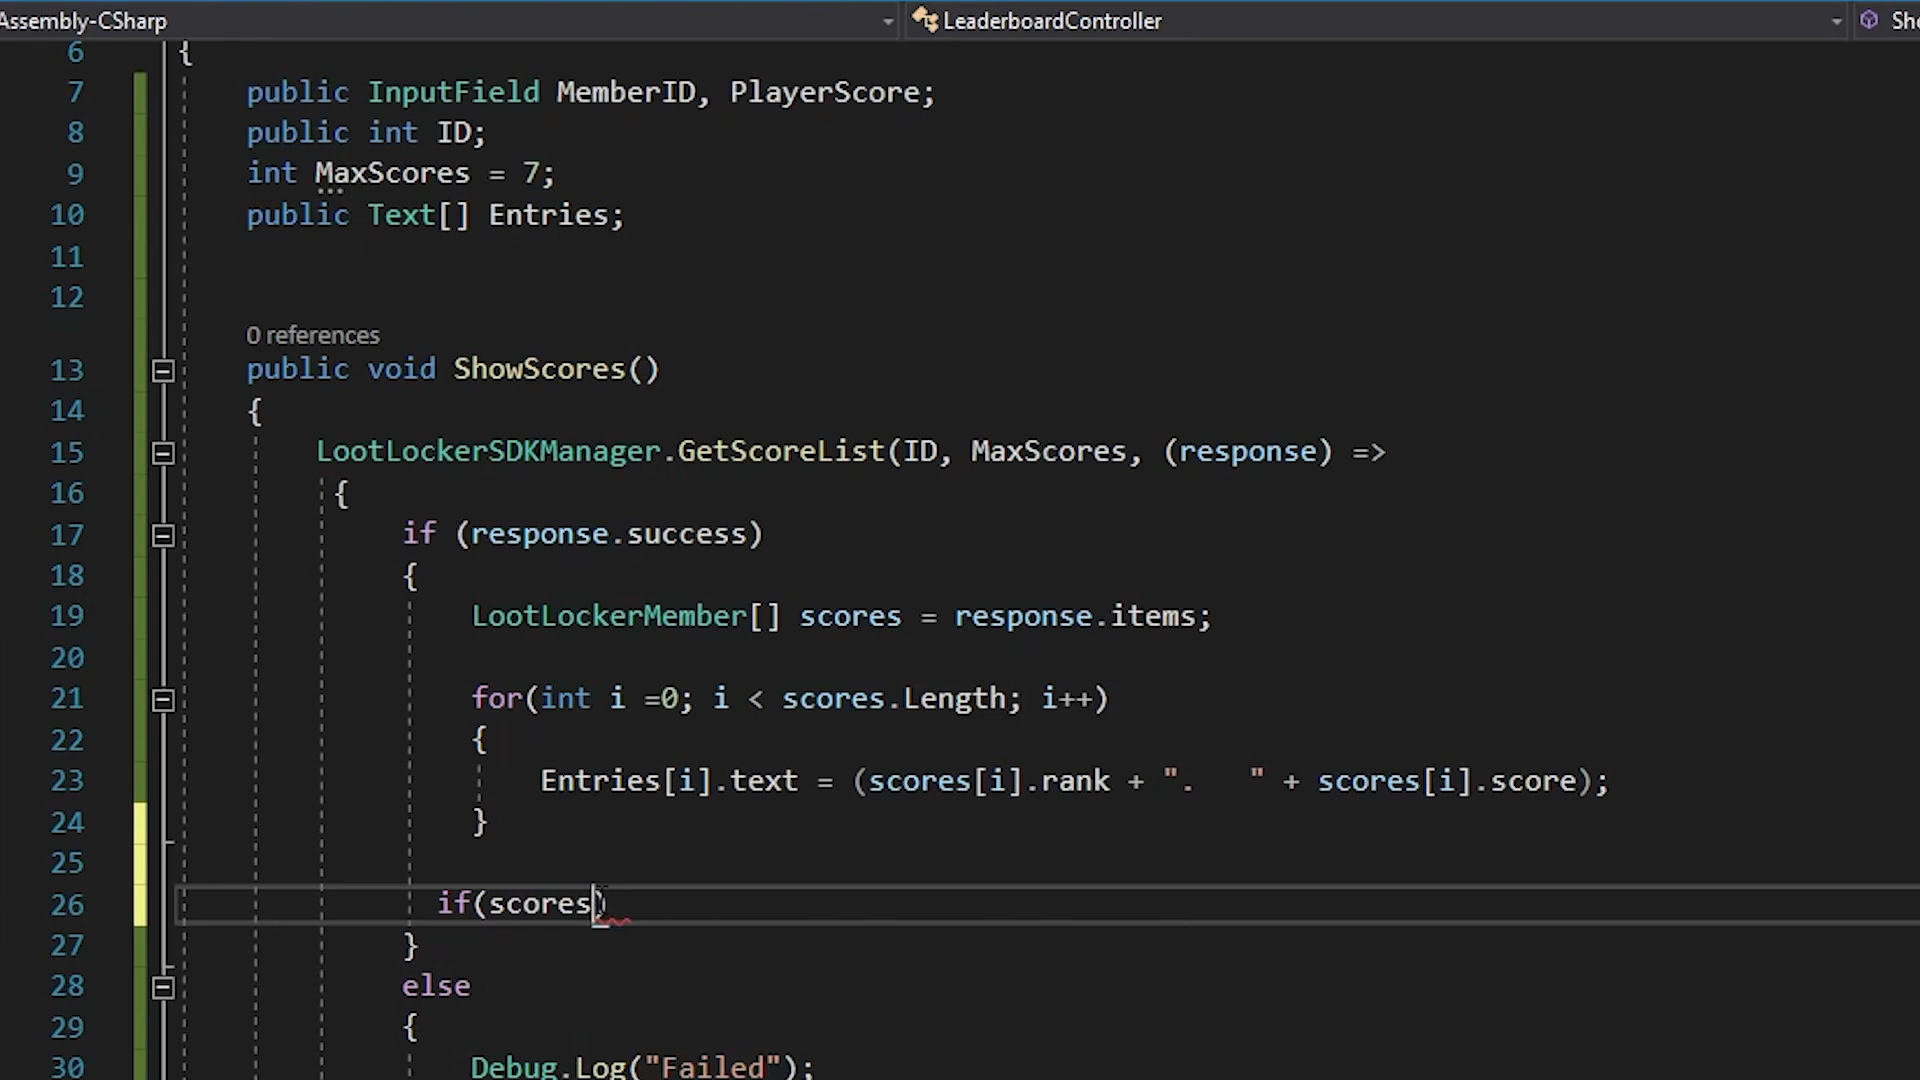 Assembly-CSharp LeaderboardController
6 {
7 public InputField MemberID, PlayerScore;
8 public int ID;
9 int MaxScores = 7;
10 public Text[] Entries;
11
12
0 references
13 public void ShowScores()
14 {
15 LootLockerSDKManager.GetScoreList(ID, MaxScores, (response) =>
16 {
17 if (response.success)
18 {
19 LootLockerMember[] scores = response.items;
20
21 for(int i =0; i < scores.Length; i++)
22 {
23 Entries[i].text = (scores[i].rank + ".   " + scores[i].score);
24 }
25
26 if(scores)
27 }
28 else
29 {
30 Debug.Log("Failed");